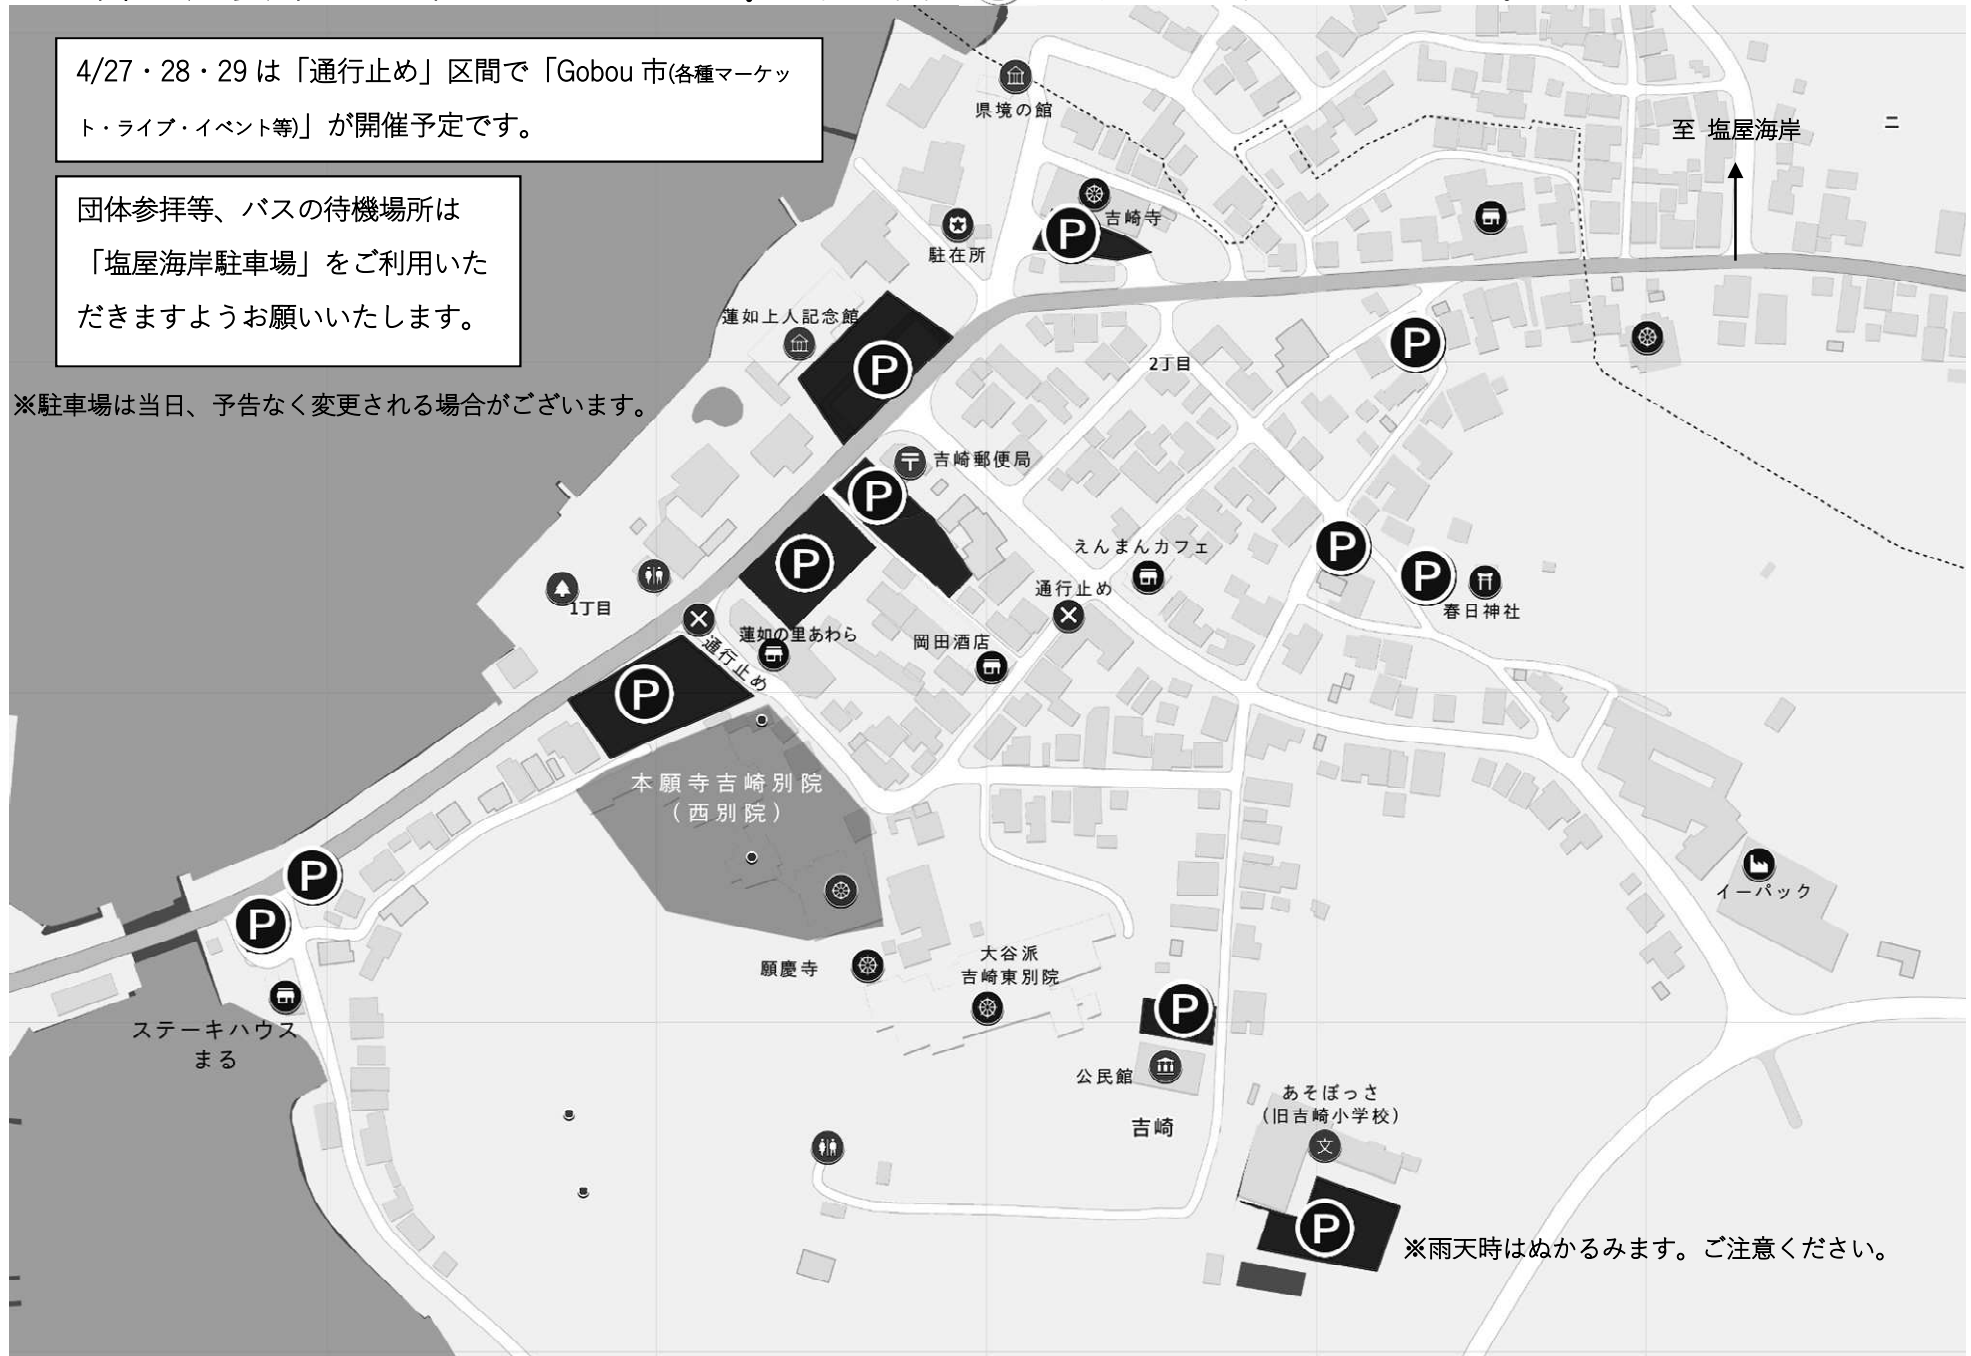 4/27・28・29 は「通行止め」区間で「Gobou 市(各種マーケッ
ト・ライブ・イベント等)」が開催予定です。
団体参拝等、バスの待機場所は
「塩屋海岸駐車場」をご利用いた
だきますようお願いいたします。
※駐車場は当日、予告なく変更される場合がございます。
県境の館
至 塩屋海岸
二
P
吉崎寺
駐在所
蓮如上人記念館
P
P
2丁目
吉崎郵便局
P
P
えんまんカフェ
P
P
通行止め
春日神社
1丁目
蓮如の里あわら
岡田酒店
通行止め
P
本願寺吉崎別院
(西別院)
P
P
イーパック
願慶寺
大谷派
吉崎東別院
ステーキハウス
まる
P
公民館
あそぼっさ
(旧吉崎小学校)
吉崎
文
P
※雨天時はぬかるみます。ご注意ください。